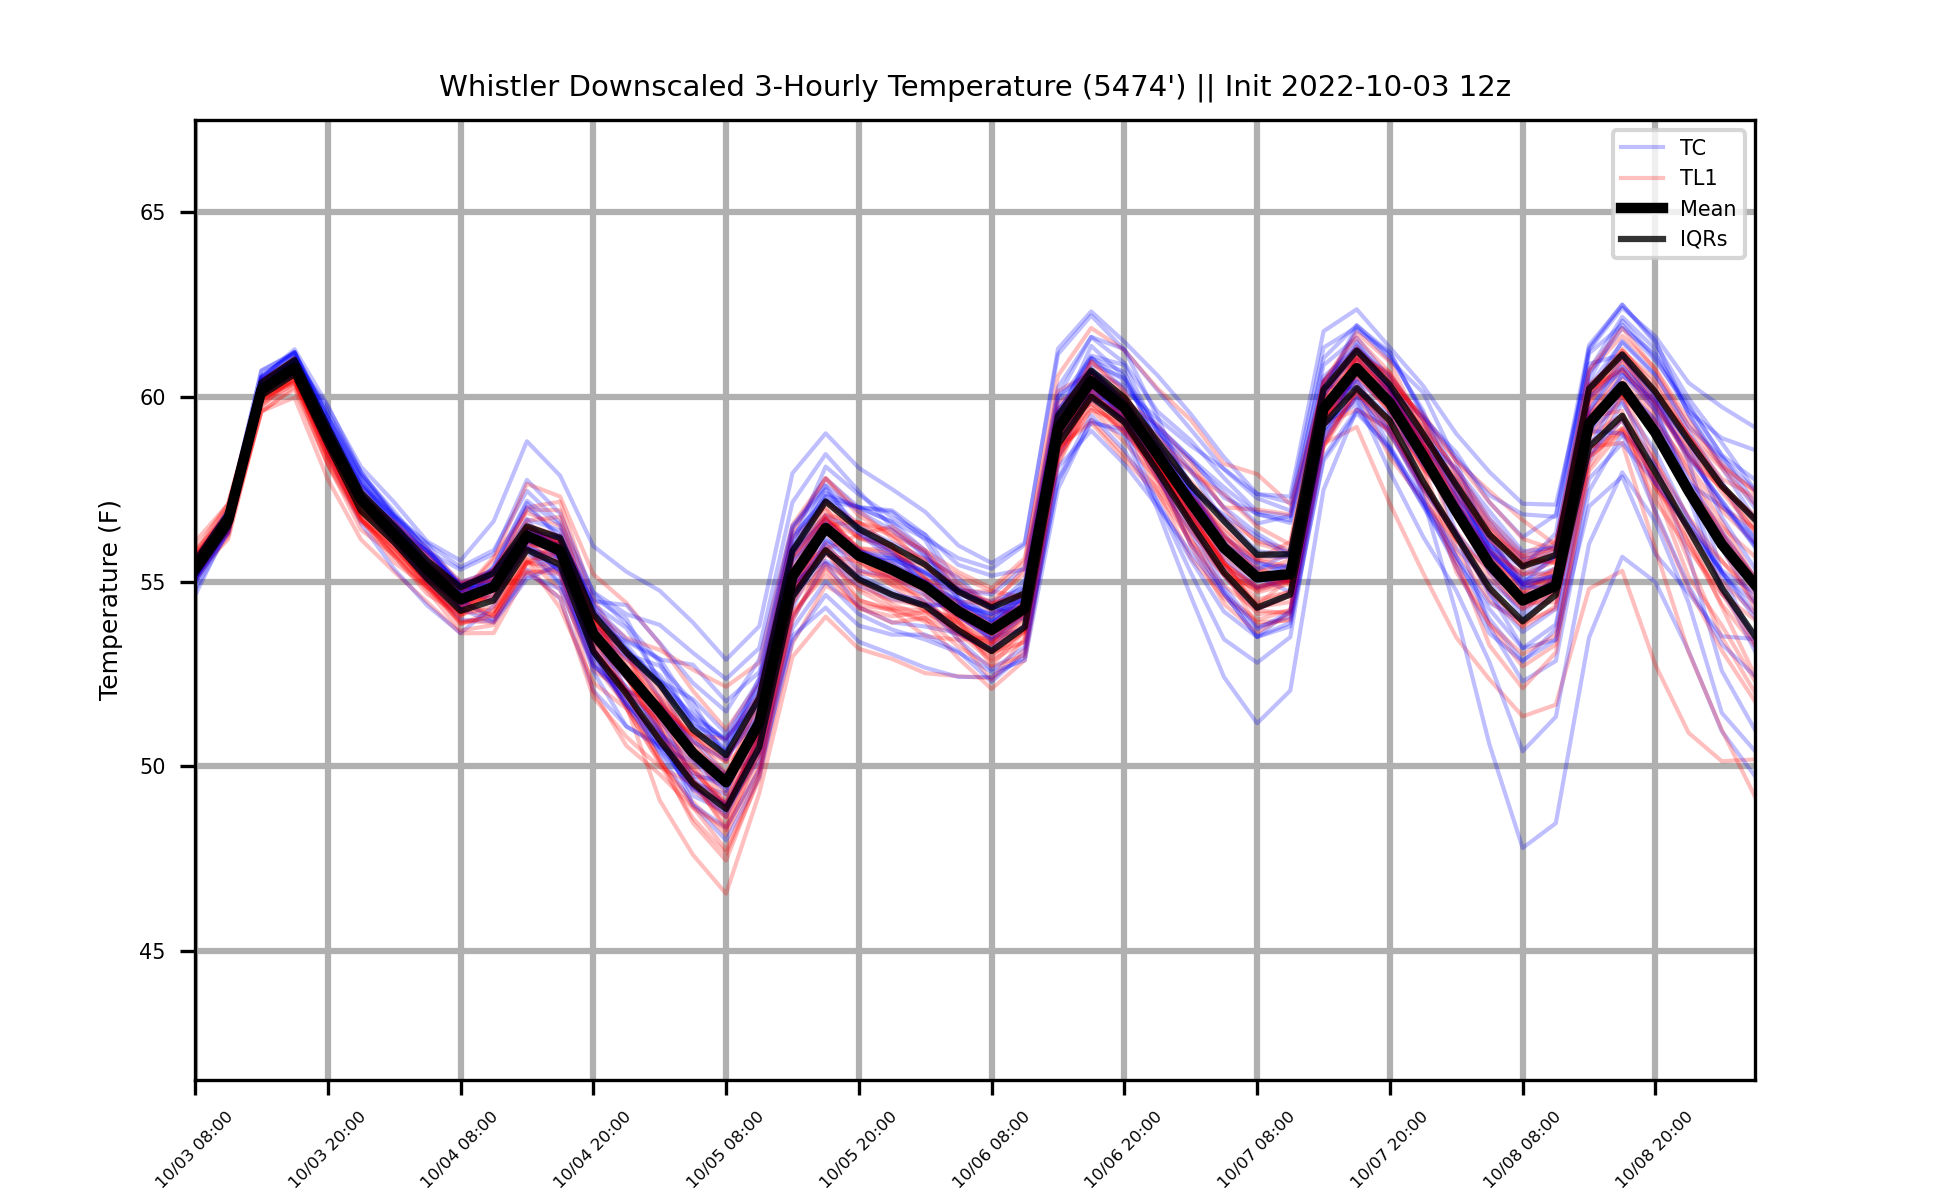 Whistler Downscaled 3-Hourly Temperature (5474') || Init 2022-10-03 12z
TC
TL1
Mean
IQRs
Temperature (F)
65
60
55
50
45
10/03 08:00
10/03 20:00
10/04 08:00
10/04 20:00
10/05 08:00
10/05 20:00
10/06 08:00
10/06 20:00
10/07 08:00
10/07 20:00
10/08 08:00
10/08 20:00